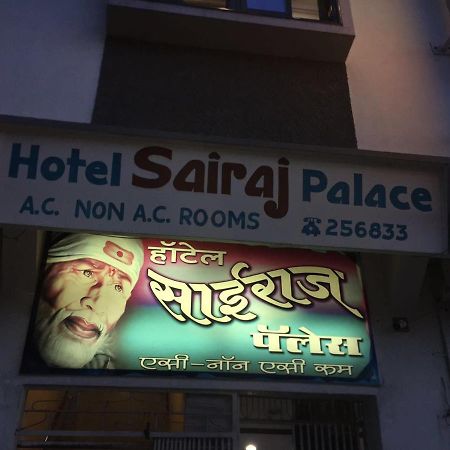 Hotel Sairaj Palace
A.C. NON A.C. ROOMS ☎ 256833
हॉटेल
साईराज
पॅलेस
एसी-नॉन एसी रूम